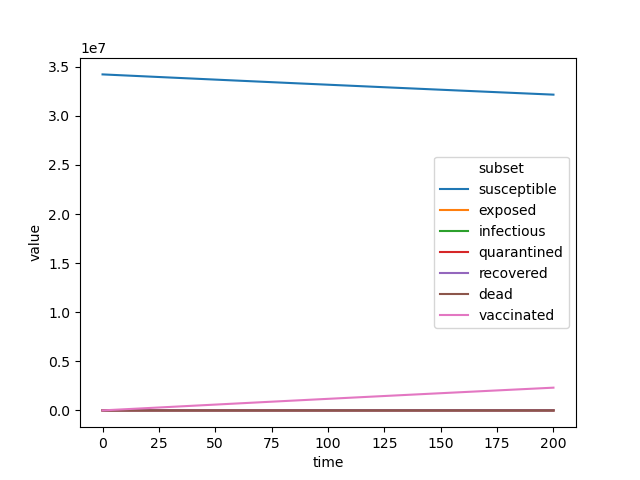 1e7
3.5
3.0
2.5
2.0
1.5
1.0
0.5
0.0
value
subset
susceptible
exposed
infectious
quarantined
recovered
dead
vaccinated
0 25 50 75 100 125 150 175 200
time